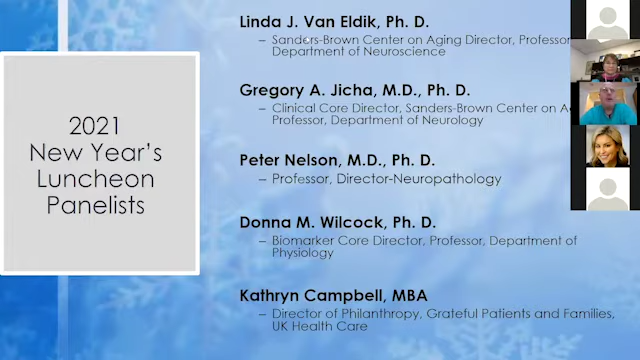 2021
New Year's
Luncheon
Panelists
Linda J. Van Eldik, Ph. D.
– Sanders-Brown Center on Aging Director, Professor
Department of Neuroscience
Gregory A. Jicha, M.D., Ph. D.
– Clinical Core Director, Sanders-Brown Center on
Professor, Department of Neurology
Peter Nelson, M.D., Ph. D.
– Professor, Director-Neuropathology
Donna M. Wilcock, Ph. D.
– Biomarker Core Director, Professor, Department of
Physiology
Kathryn Campbell, MBA
– Director of Philanthropy, Grateful Patients and Families,
UK Health Care